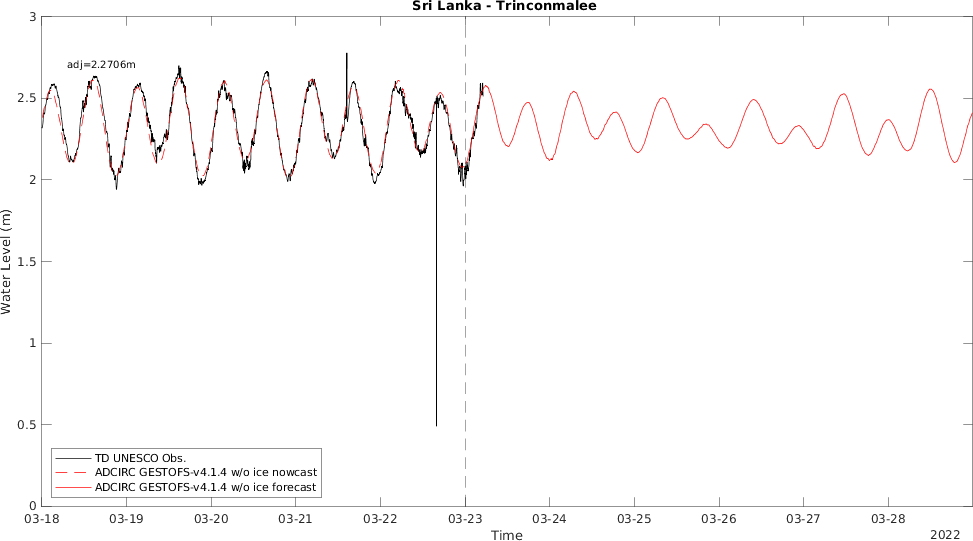 Sri Lanka - Trinconmalee
3
adj=2.2706m
2.5
2
1.5
1
0.5
0
Water Level (m)
TD UNESCO Obs.
ADCIRC GESTOFS-v4.1.4 w/o ice nowcast
ADCIRC GESTOFS-v4.1.4 w/o ice forecast
03-18 03-19 03-20 03-21 03-22 03-23 03-24 03-25 03-26 03-27 03-28
Time
2022